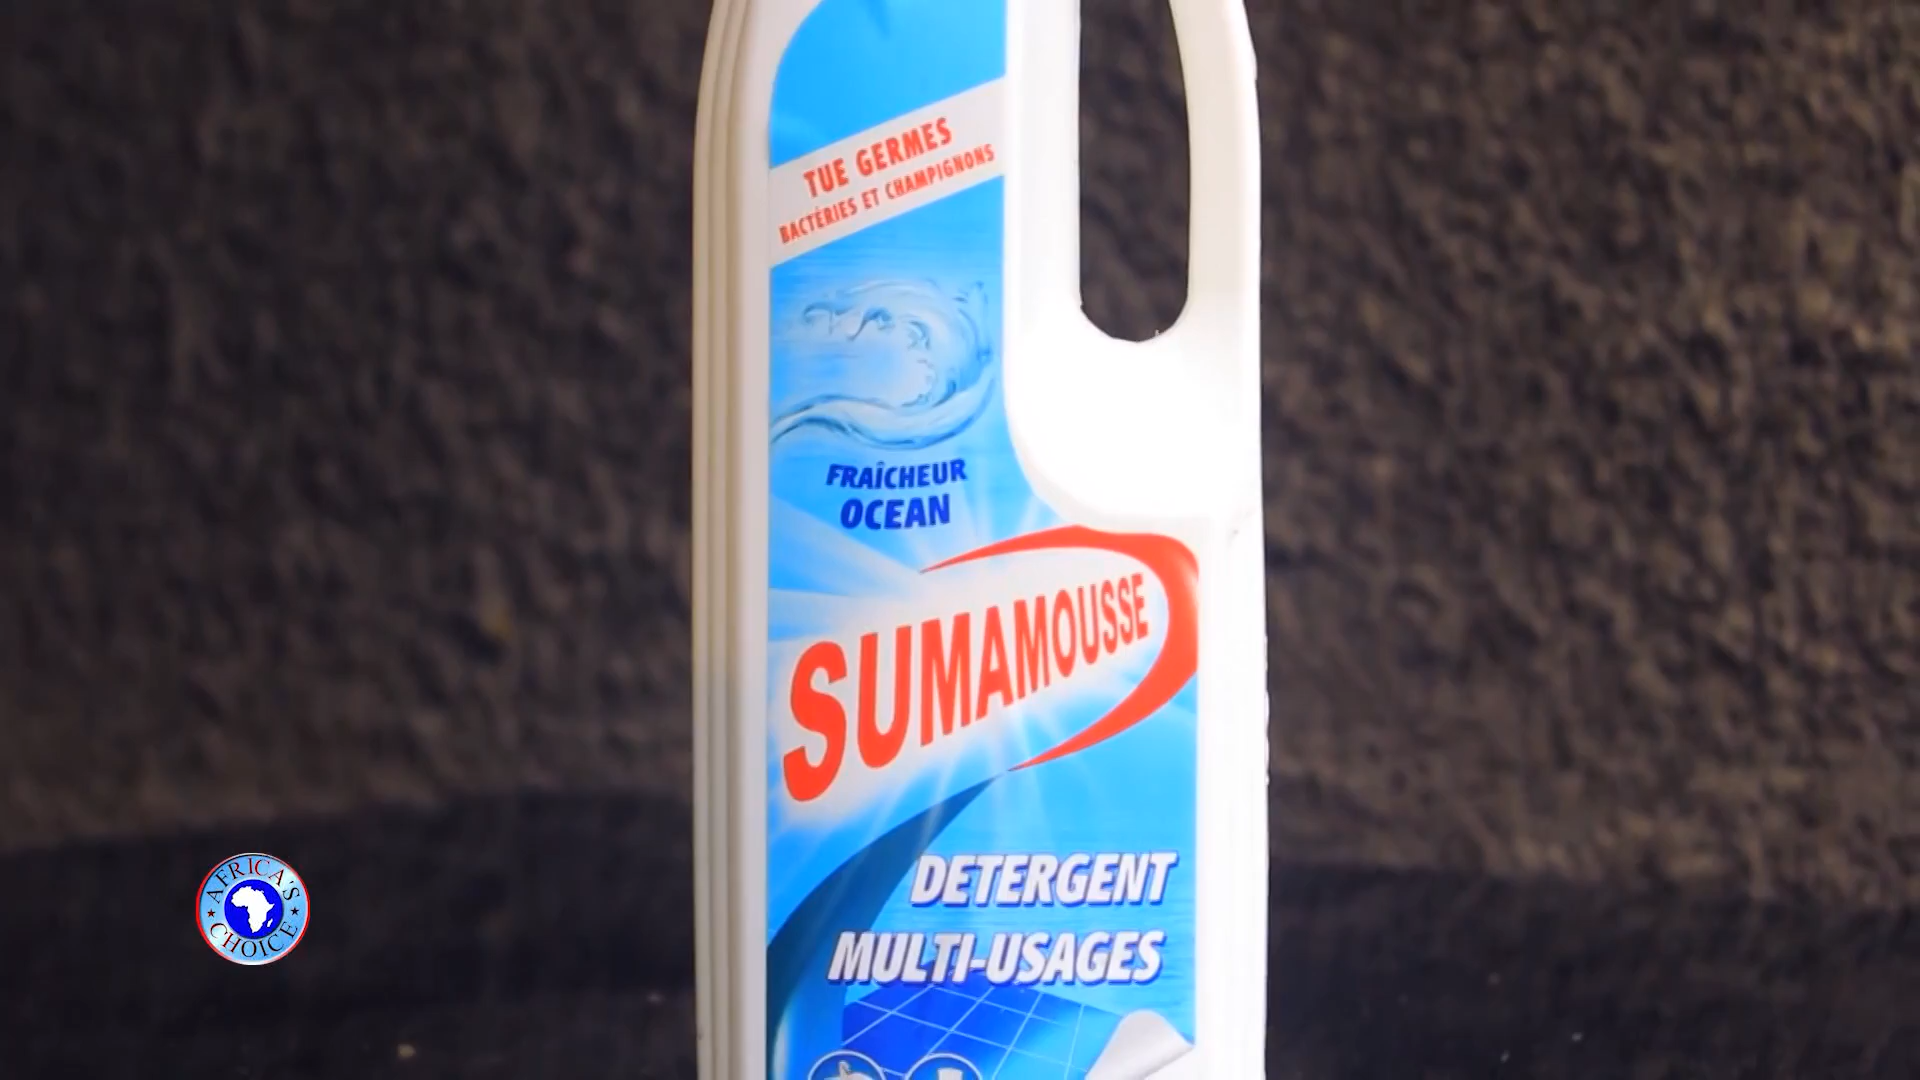 TUE GERMES
BACTÉRIES ET CHAMPIGNONS
FRAÎCHEUR
OCEAN
SUMAMOUSSE
DETERGENT
MULTI-USAGES
AFRICA'S
CHOICE